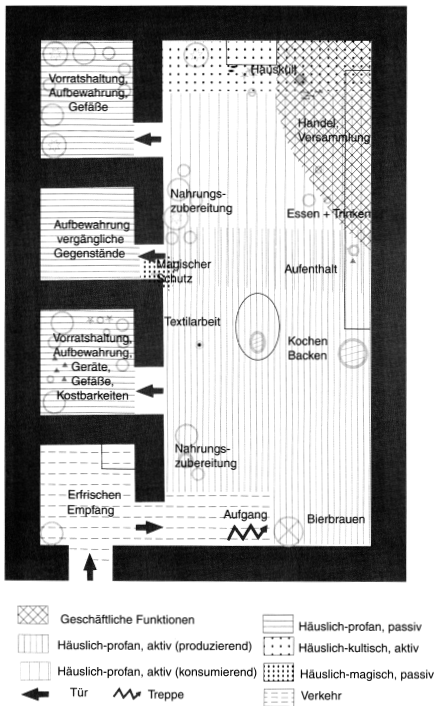 Vorratshaltung,
Aufbewahrung,
Gefäße
Hauskult
Handel,
Versammlung
Nahrungs-
zubereitung
Essen + Trinken
Aufbewahrung
vergängliche
Gegenstände
Magischer
Schutz
Aufenthalt
Textilarbeit
Vorratshaltung,
Aufbewahrung,
Geräte,
Gefäße,
Kostbarkeiten
Kochen
Backen
Nahrungs-
zubereitung
Erfrischen
Empfang
Aufgang
Bierbrauen
Geschäftliche Funktionen
Häuslich-profan, aktiv (produzierend)
Häuslich-profan, aktiv (konsumierend)
Tür
Treppe
Häuslich-profan, passiv
Häuslich-kultisch, aktiv
Häuslich-magisch, passiv
Verkehr